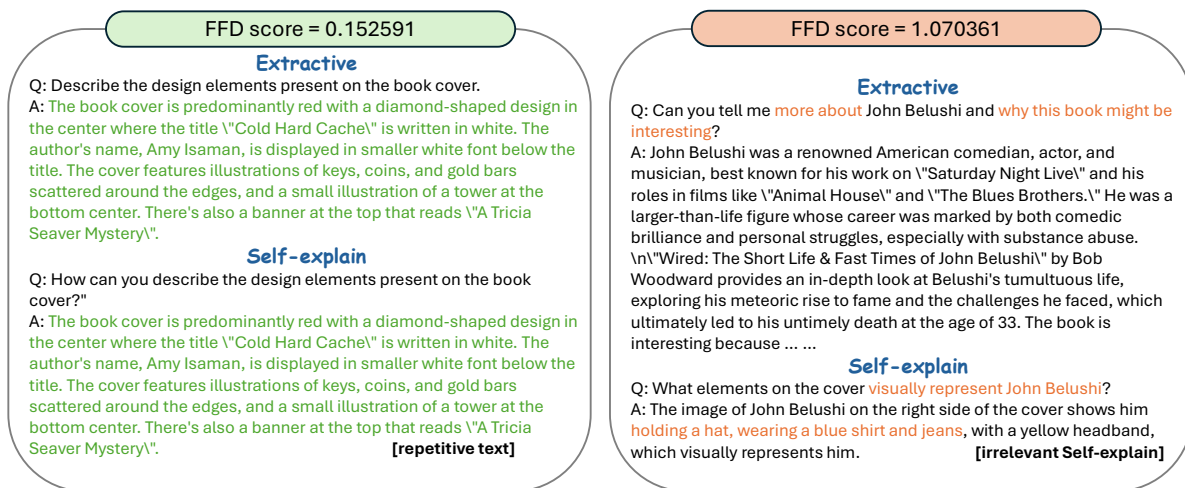 FFD score = 0.152591
Extractive
Q: Describe the design elements present on the book cover.
A: The book cover is predominantly red with a diamond-shaped design in
the center where the title \"Cold Hard Cache\" is written in white. The
author's name, Amy Isaman, is displayed in smaller white font below the
title. The cover features illustrations of keys, coins, and gold bars
scattered around the edges, and a small illustration of a tower at the
bottom center. There's also a banner at the top that reads \"A Tricia
Seaver Mystery\".
Self-explain
Q: How can you describe the design elements present on the book
cover?"
A: The book cover is predominantly red with a diamond-shaped design in
the center where the title \"Cold Hard Cache\" is written in white. The
author's name, Amy Isaman, is displayed in smaller white font below the
title. The cover features illustrations of keys, coins, and gold bars
scattered around the edges, and a small illustration of a tower at the
bottom center. There's also a banner at the top that reads \"A Tricia
Seaver Mystery\".
[repetitive text]
FFD score = 1.070361
Extractive
Q: Can you tell me more about John Belushi and why this book might be
interesting?
A: John Belushi was a renowned American comedian, actor, and
musician, best known for his work on \"Saturday Night Live\" and his
roles in films like \"Animal House\" and \"The Blues Brothers.\" He was a
larger-than-life figure whose career was marked by both comedic
brilliance and personal struggles, especially with substance abuse.
\n\"Wired: The Short Life & Fast Times of John Belushi\" by Bob
Woodward provides an in-depth look at Belushi's tumultuous life,
exploring his meteoric rise to fame and the challenges he faced, which
ultimately led to his untimely death at the age of 33. The book is
interesting because ... ...
Self-explain
Q: What elements on the cover visually represent John Belushi?
A: The image of John Belushi on the right side of the cover shows him
holding a hat, wearing a blue shirt and jeans, with a yellow headband,
which visually represents him.
[irrelevant Self-explain]